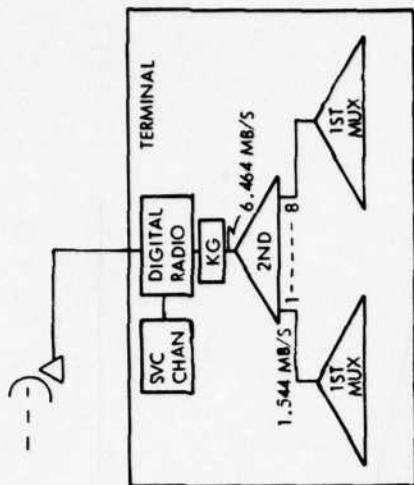 TERMINAL
SVC
CHAN
DIGITAL
RADIO
KG
6.464 MB/S
2ND
1.544 MB/S
1 - - - - - 8
1ST
MUX
1ST
MUX